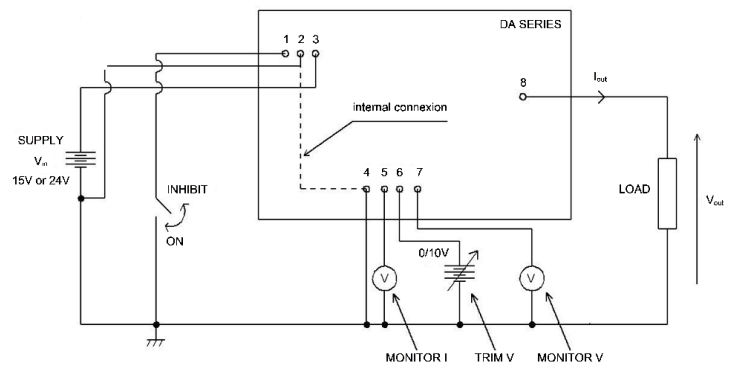 DA SERIES
1 2 3
8
I out
internal connexion
SUPPLY
V in
15V or 24V
INHIBIT
ON
4 5 6 7
LOAD
V out
0/10V
V
V
MONITOR I
TRIM V
MONITOR V